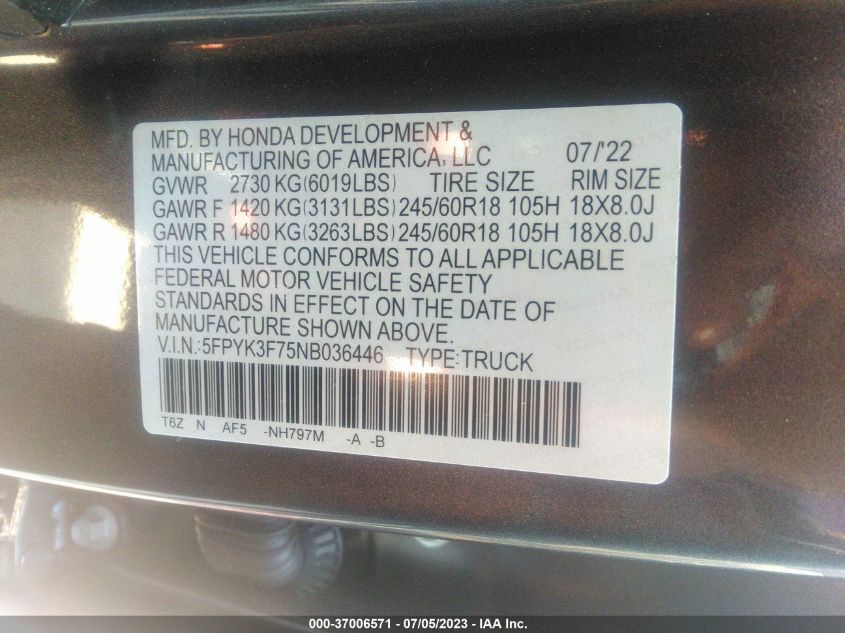 MFD. BY HONDA DEVELOPMENT &
MANUFACTURING OF AMERICA, LLC 07/'22
GVWR 2730 KG(6019LBS) TIRE SIZE RIM SIZE
GAWR F 1420 KG(3131LBS) 245/60R18 105H 18X8.0J
GAWR R 1480 KG(3263LBS) 245/60R18 105H 18X8.0J
THIS VEHICLE CONFORMS TO ALL APPLICABLE
FEDERAL MOTOR VEHICLE SAFETY
STANDARDS IN EFFECT ON THE DATE OF
MANUFACTURE SHOWN ABOVE.
V.I.N.:5FPYK3F75NB036446 TYPE:TRUCK
T6Z N AF5 -NH797M -A -B
000-37006571 - 07/05/2023 - IAA Inc.